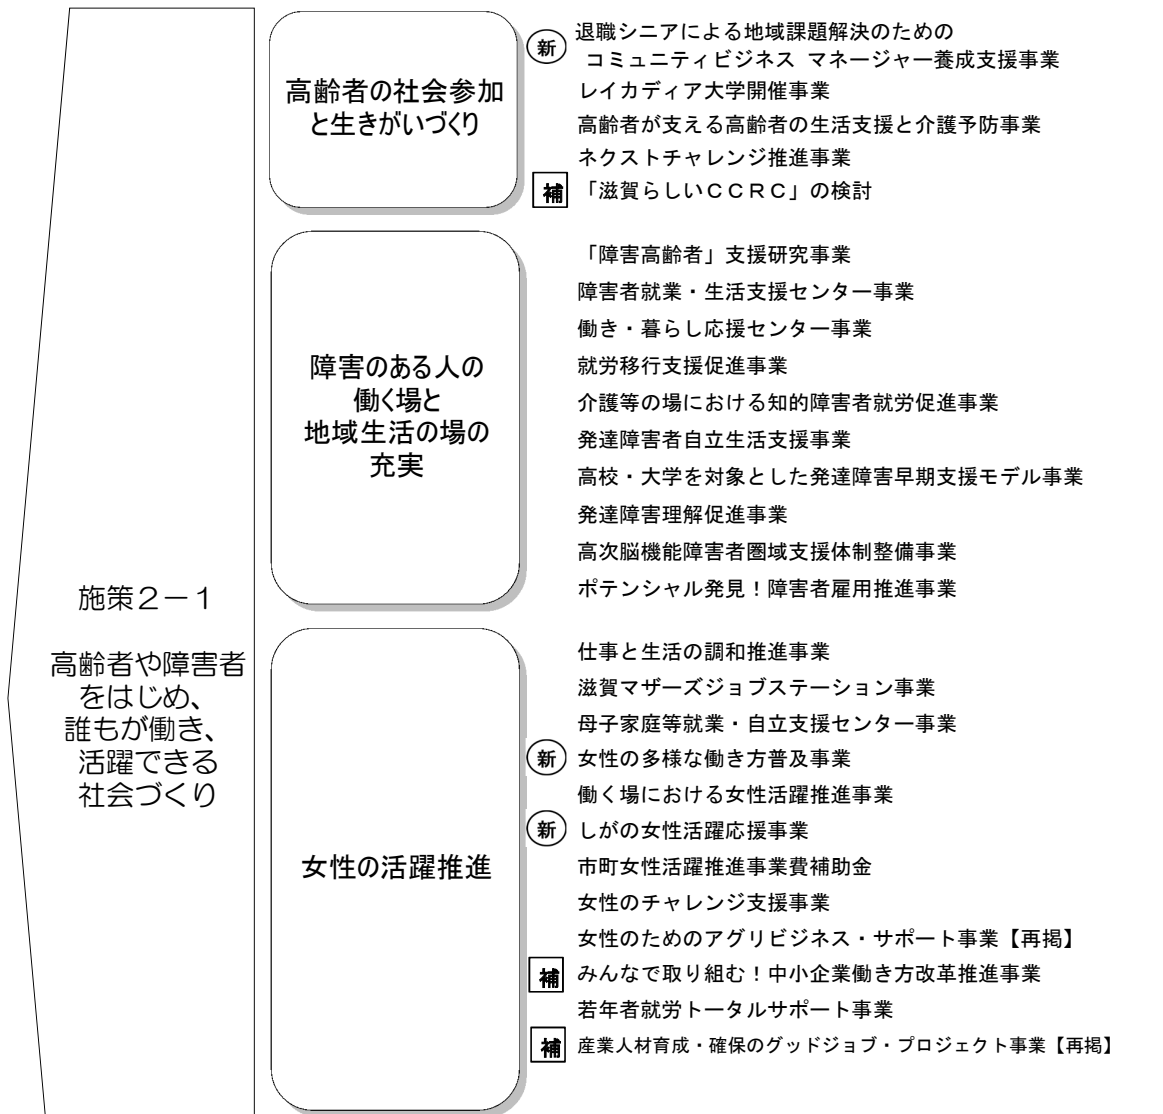 施策２－１
高齢者や障害者
をはじめ、
誰もが働き、
活躍できる
社会づくり
高齢者の社会参加
と生きがいづくり
新 退職シニアによる地域課題解決のための
コミュニティビジネス マネージャー養成支援事業
レイカディア大学開催事業
高齢者が支える高齢者の生活支援と介護予防事業
ネクストチャレンジ推進事業
補 「滋賀らしいＣＣＲＣ」の検討
障害のある人の
働く場と
地域生活の場の
充実
「障害高齢者」支援研究事業
障害者就業・生活支援センター事業
働き・暮らし応援センター事業
就労移行支援促進事業
介護等の場における知的障害者就労促進事業
発達障害者自立生活支援事業
高校・大学を対象とした発達障害早期支援モデル事業
発達障害理解促進事業
高次脳機能障害者圏域支援体制整備事業
ポテンシャル発見！障害者雇用推進事業
女性の活躍推進
仕事と生活の調和推進事業
滋賀マザーズジョブステーション事業
母子家庭等就業・自立支援センター事業
新 女性の多様な働き方普及事業
働く場における女性活躍推進事業
新 しがの女性活躍応援事業
市町女性活躍推進事業費補助金
女性のチャレンジ支援事業
女性のためのアグリビジネス・サポート事業【再掲】
補 みんなで取り組む！中小企業働き方改革推進事業
若年者就労トータルサポート事業
補 産業人材育成・確保のグッドジョブ・プロジェクト事業【再掲】